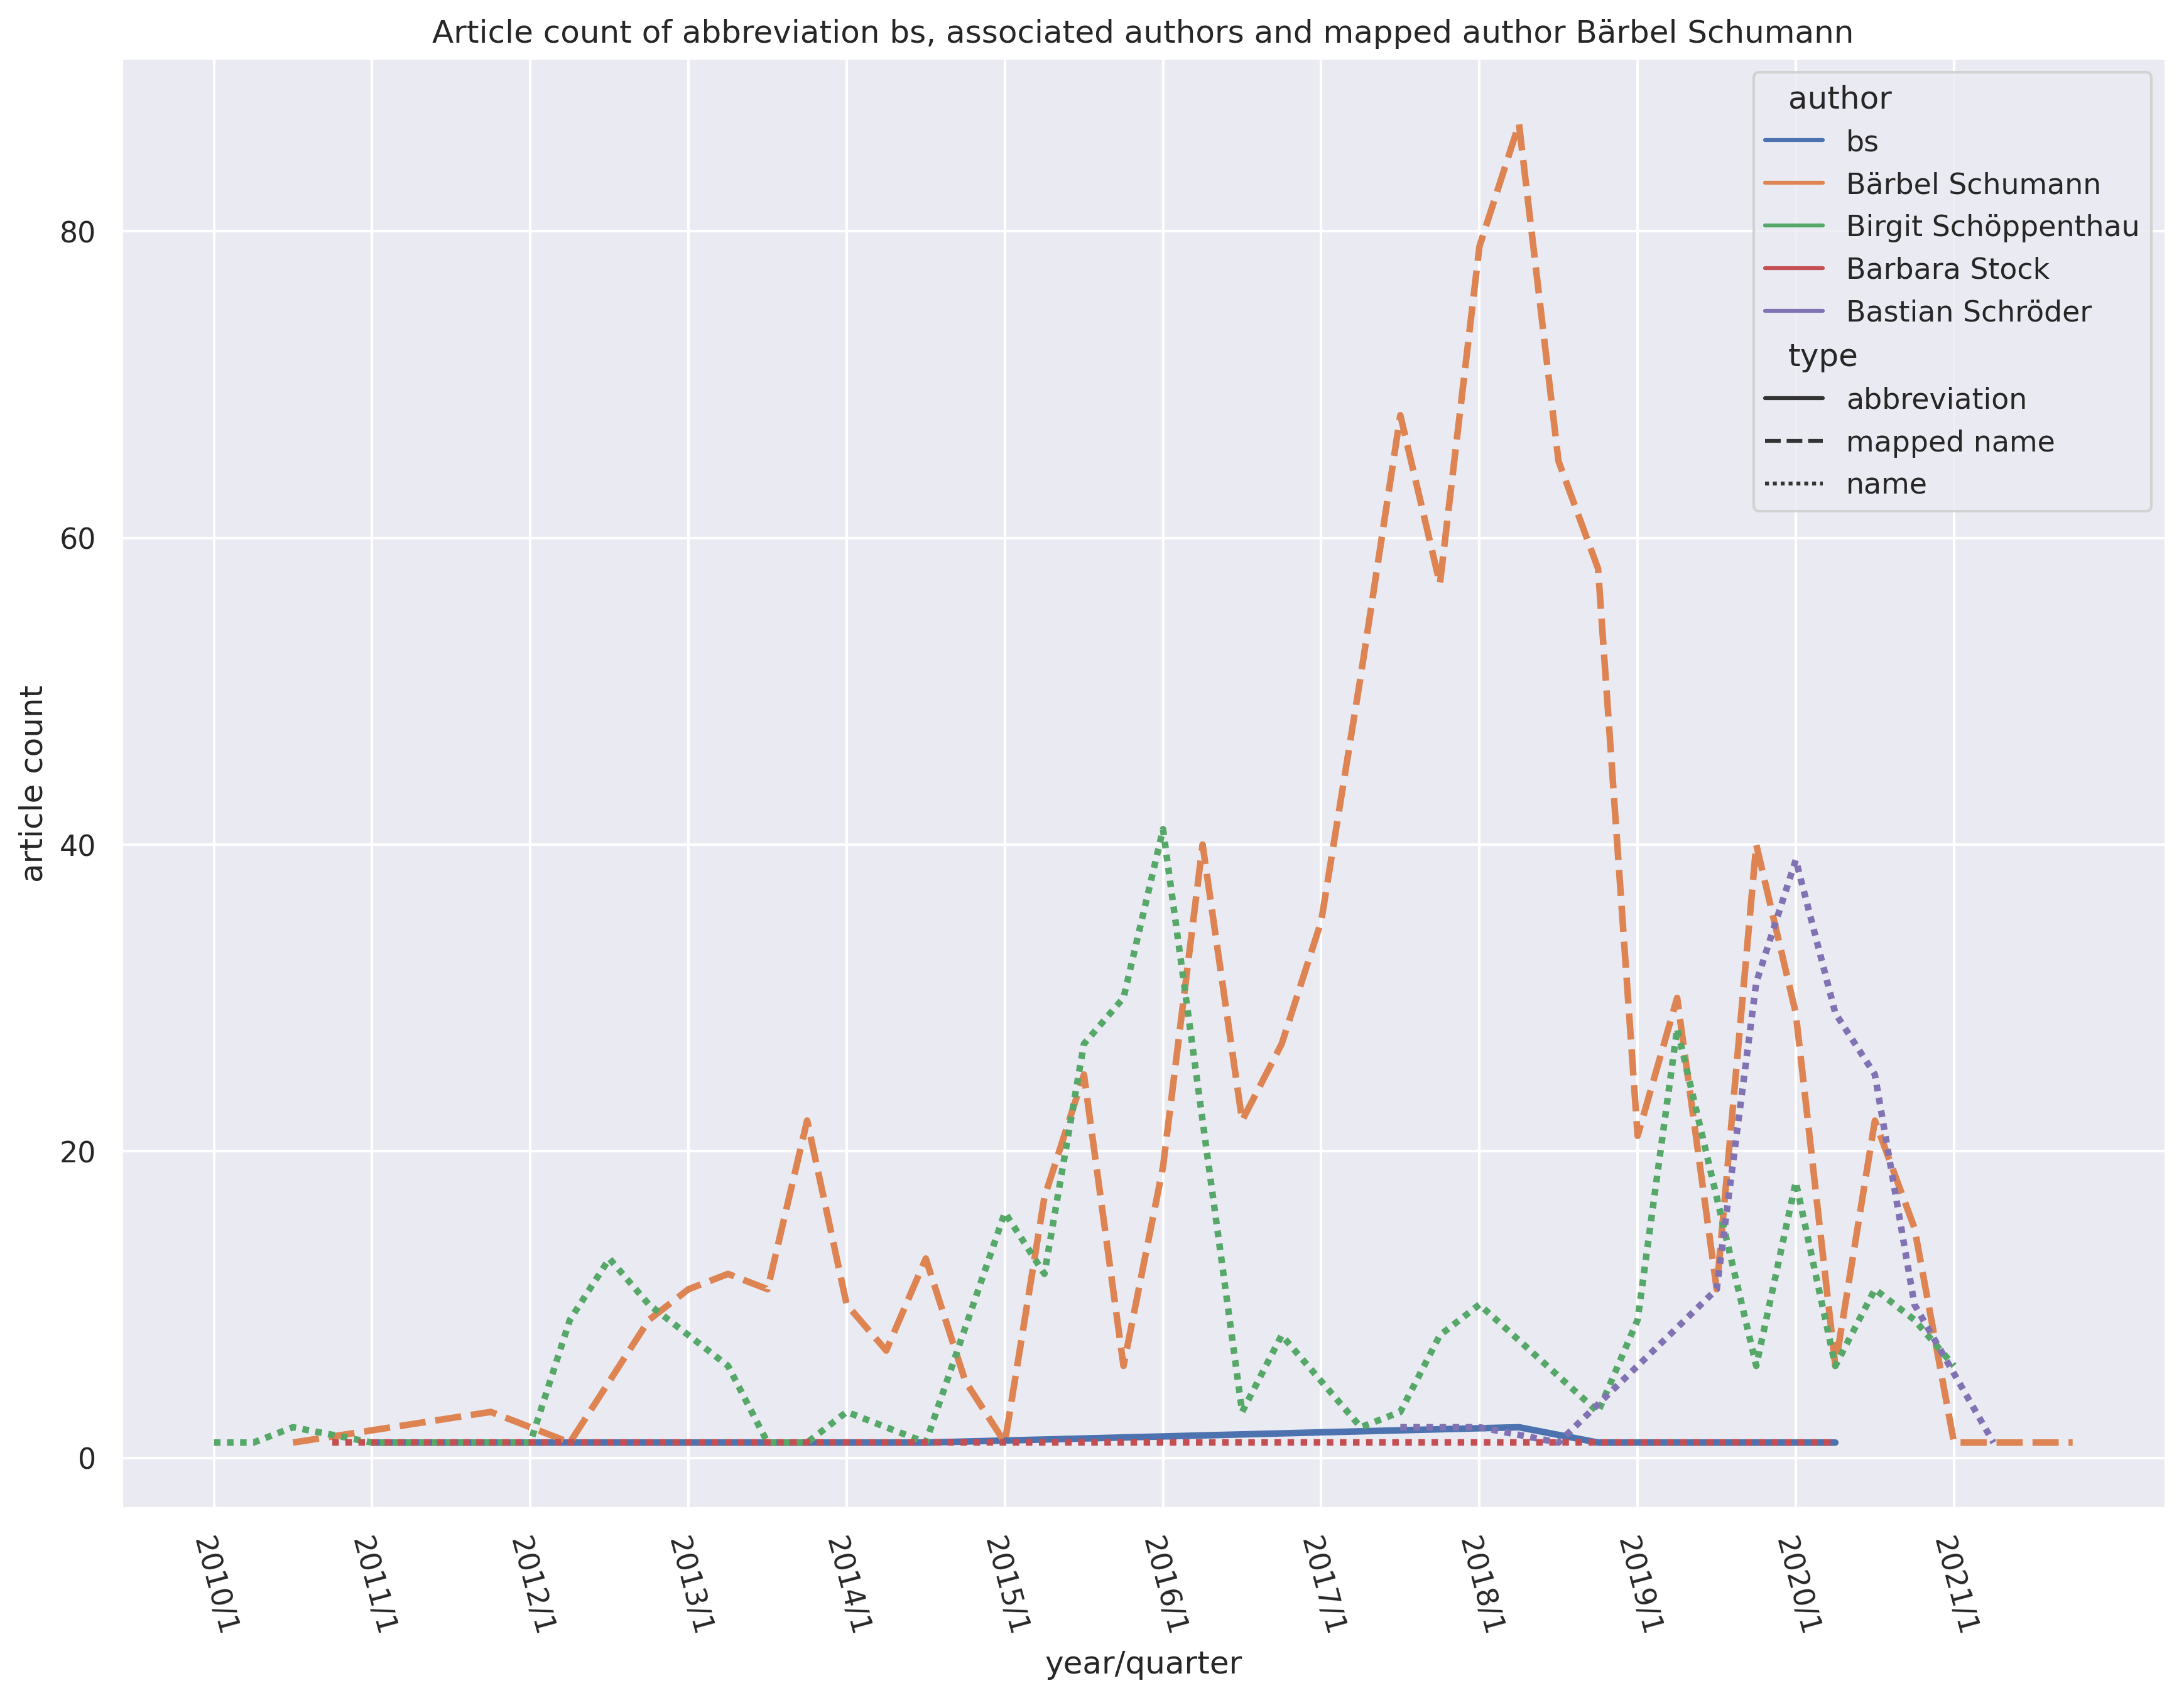 Article count of abbreviation bs, associated authors and mapped author Bärbel Schumann
author
bs
Bärbel Schumann
Birgit Schöppenthau
Barbara Stock
Bastian Schröder
type
abbreviation
mapped name
name
article count
80
60
40
20
0
2010/1
2011/1
2012/1
2013/1
2014/1
2015/1
2016/1
2017/1
2018/1
2019/1
2020/1
2021/1
year/quarter